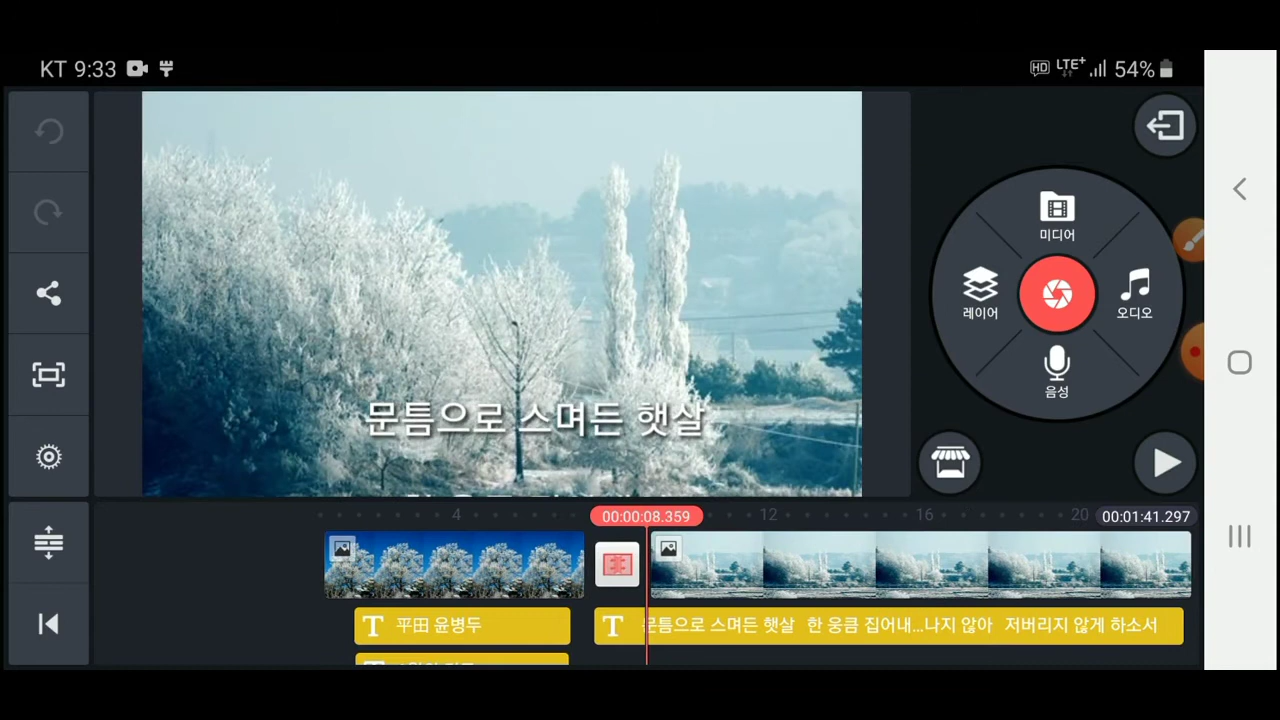 KT 9:33
HD LTE+ 54%
미디어
레이어
오디오
음성
문틈으로 스며든 햇살
4
00:00:08.359
12
16
20
00:01:41.297
T 平田 윤병두
T 문틈으로 스며든 햇살 한 웅큼 집어내...나지 않아 저버리지 않게 하소서